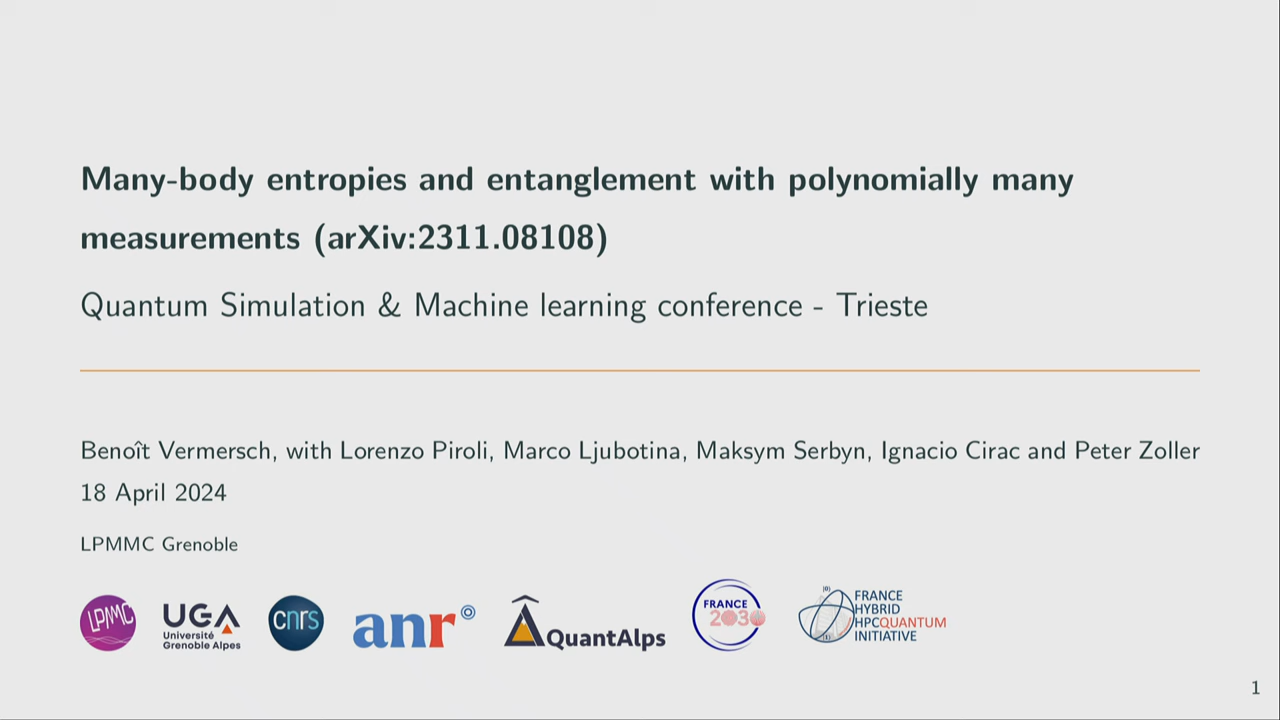 Many-body entropies and entanglement with polynomially many
measurements (arXiv:2311.08108)
Quantum Simulation & Machine learning conference - Trieste
Benoît Vermersch, with Lorenzo Piroli, Marco Ljubotina, Maksym Serbyn, Ignacio Cirac and Peter Zoller
18 April 2024
LPMMC Grenoble
LPMMC
UGA
Université
Grenoble Alpes
cnrs
anr
QuantAlps
FRANCE
2030
FRANCE
HYBRID
HPCQUANTUM
INITIATIVE
1